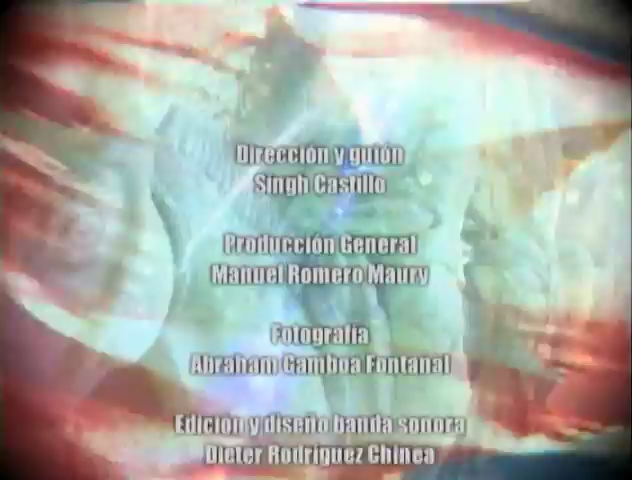 Dirección y guión
Singh Castillo
Producción General
Manuel Romero Maury
Fotografía
Abraham Gamboa Fontanal
Edición y diseño banda sonora
Dieter Rodríguez Chinea